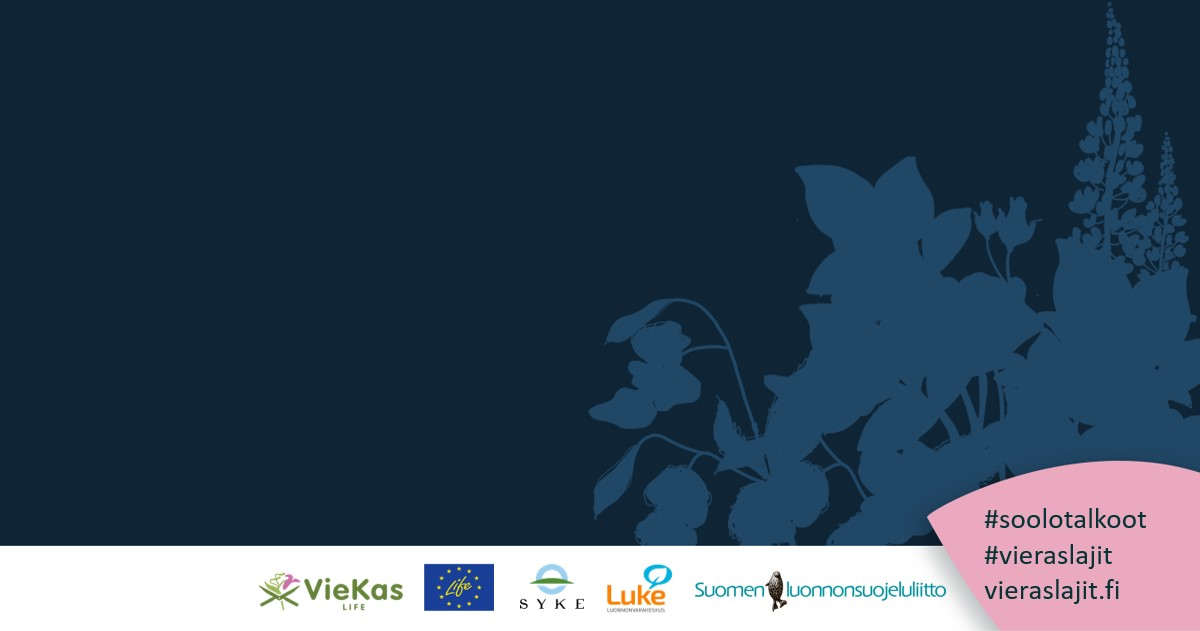 #soolotalkoot
#vieraslajit
vieraslajit.fi
VieKas
LIFE
Life
SYKE
Luke
LUONNONVARAKESKUS
Suomen luonnonsuojeluliitto